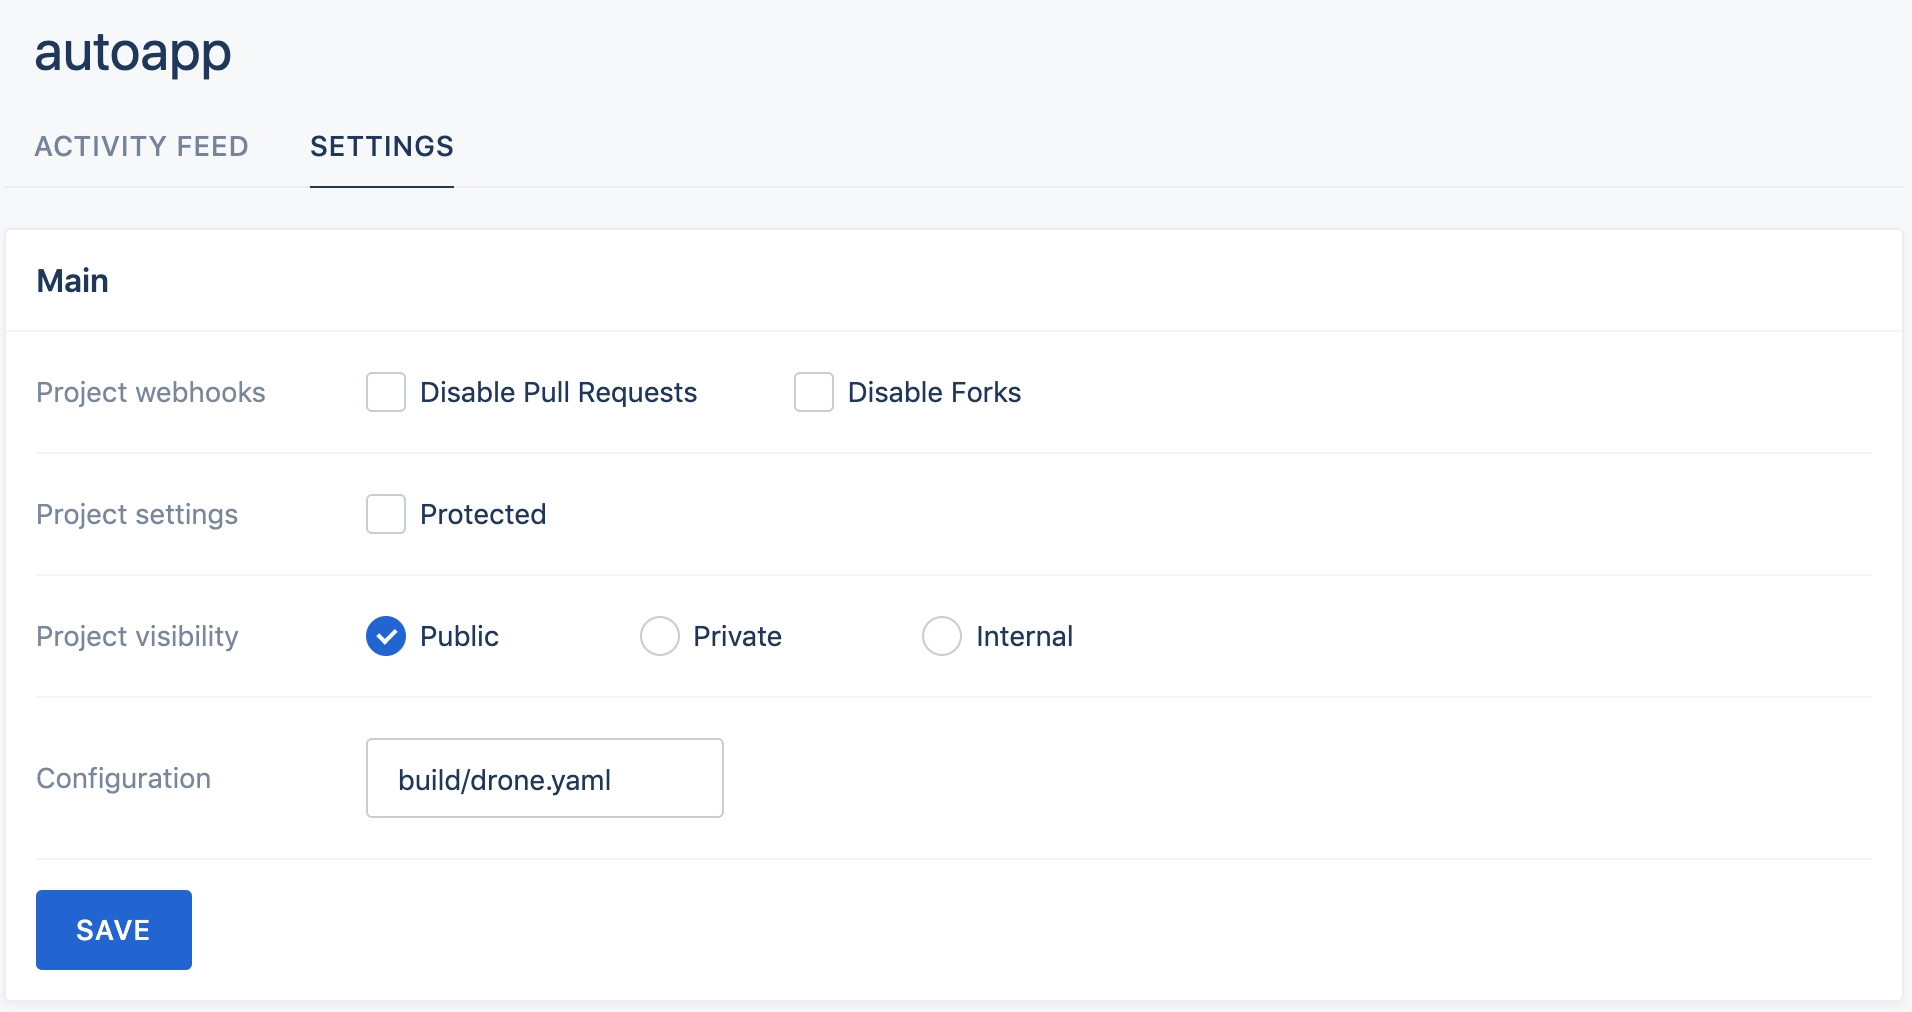 autoapp
ACTIVITY FEED SETTINGS
Main
Project webhooks Disable Pull Requests Disable Forks
Project settings Protected
Project visibility Public Private Internal
Configuration build/drone.yaml
SAVE